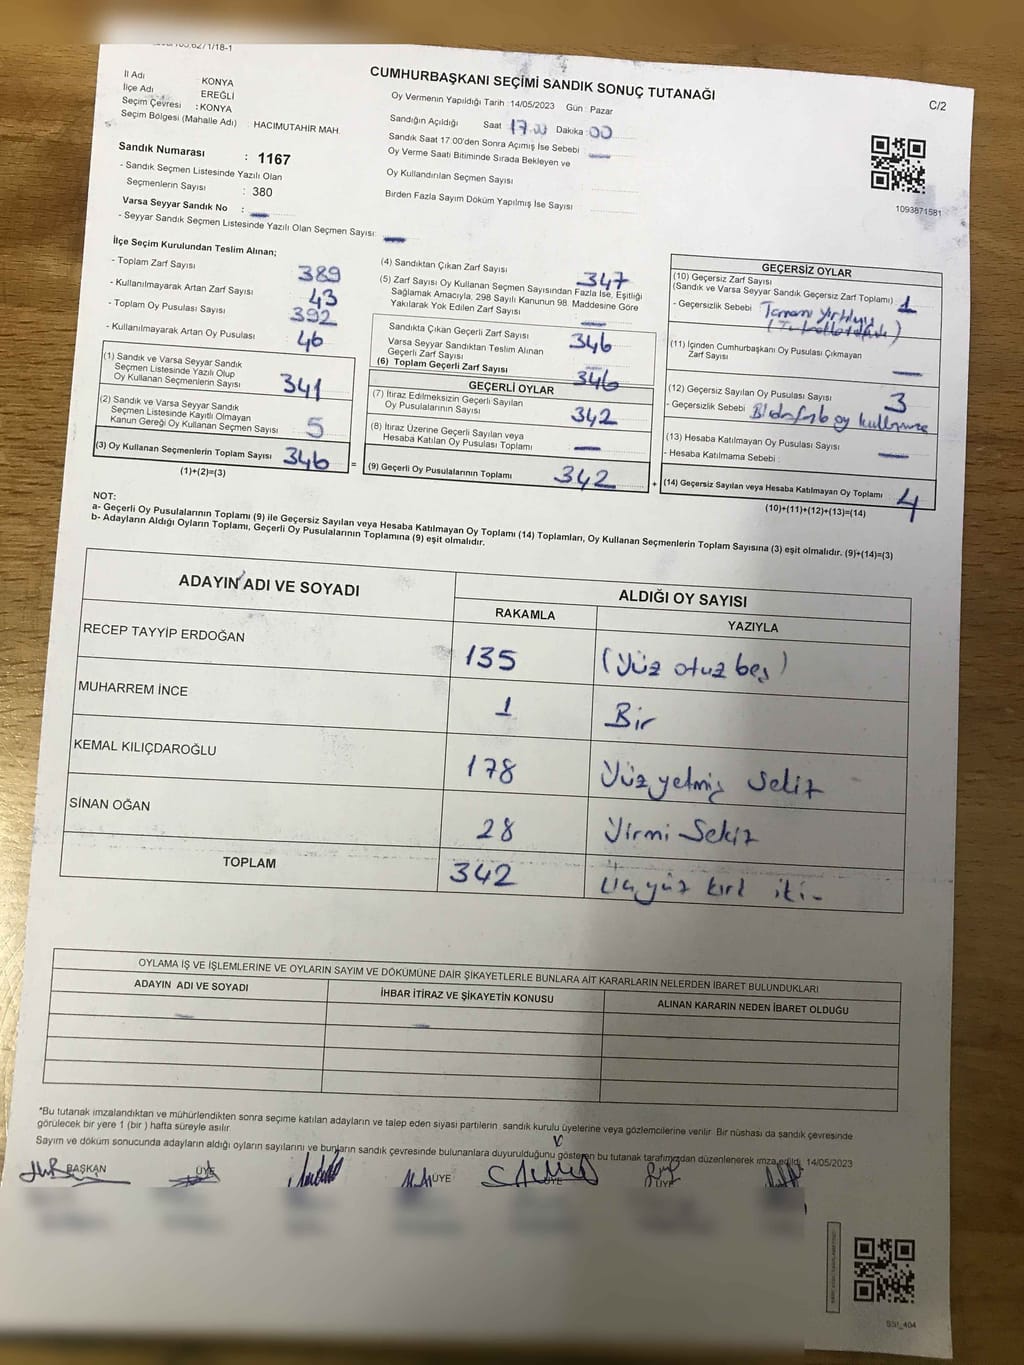 CUMHURBAŞKANI SEÇİMİ SANDIK SONUÇ TUTANAĞI
C/2
İl Adı : KONYA
İlçe Adı : EREĞLİ
Seçim Çevresi : KONYA
Seçim Bölgesi (Mahalle Adı) : HACIMUTAHİR MAH.
Sandık Numarası : 1167
- Sandık Seçmen Listesinde Yazılı Olan
Seçmenlerin Sayısı : 380
Varsa Seyyar Sandık No : —
- Seyyar Sandık Seçmen Listesinde Yazılı Olan Seçmen Sayısı: —
Oy Vermenin Yapıldığı Tarih : 14/05/2023 Gün : Pazar
Sandığın Açıldığı Saat 17.00 Dakika : 00
Sandık Saat 17:00'den Sonra Açımış İse Sebebi : —
Oy Verme Saati Bitiminde Sırada Bekleyen ve
Oy Kullandırılan Seçmen Sayısı
Birden Fazla Sayım Döküm Yapılmış İse Sayısı
1093871581
İlçe Seçim Kurulundan Teslim Alınan;
- Toplam Zarf Sayısı 389
- Kullanılmayarak Artan Zarf Sayısı 43
- Toplam Oy Pusulası Sayısı 392
- Kullanılmayarak Artan Oy Pusulası 46
(1) Sandık ve Varsa Seyyar Sandık
Seçmen Listesinde Yazılı Olup
Oy Kullanan Seçmenlerin Sayısı 341
(2) Sandık ve Varsa Seyyar Sandık
Seçmen Listesinde Kayıtlı Olmayan
Kanun Gereği Oy Kullanan Seçmen Sayısı 5
(3) Oy Kullanan Seçmenlerin Toplam Sayısı 346
(1)+(2)=(3)
(4) Sandıktan Çıkan Zarf Sayısı 347
(5) Zarf Sayısı Oy Kullanan Seçmen Sayısından Fazla İse, Eşitliği
Sağlamak Amacıyla, 298 Sayılı Kanunun 98. Maddesine Göre
Yakılarak Yok Edilen Zarf Sayısı —
Sandıkta Çıkan Geçerli Zarf Sayısı 346
Varsa Seyyar Sandıktan Teslim Alınan
Geçerli Zarf Sayısı
(6) Toplam Geçerli Zarf Sayısı 346
GEÇERLİ OYLAR
(7) İtiraz Edilmeksizin Geçerli Sayılan
Oy Pusulalarının Sayısı 342
(8) İtiraz Üzerine Geçerli Sayılan veya
Hesaba Katılan Oy Pusulası Toplamı —
= (9) Geçerli Oy Pusulalarının Toplamı 342 +
GEÇERSİZ OYLAR
(10) Geçersiz Zarf Sayısı
(Sandık ve Varsa Seyyar Sandık Geçersiz Zarf Toplamı) 1
- Geçersizlik Sebebi : Tamamı
(11) İçinden Cumhurbaşkanı Oy Pusulası Çıkmayan
Zarf Sayısı —
(12) Geçersiz Sayılan Oy Pusulası Sayısı 3
- Geçersizlik Sebebi : oy
(13) Hesaba Katılmayan Oy Pusulası Sayısı —
- Hesaba Katılmama Sebebi :
(14) Geçersiz Sayılan veya Hesaba Katılmayan Oy Toplamı 4
(10)+(11)+(12)+(13)=(14)
NOT:
a- Geçerli Oy Pusulalarının Toplamı (9) ile Geçersiz Sayılan veya Hesaba Katılmayan Oy Toplamı (14) Toplamları, Oy Kullanan Seçmenlerin Toplam Sayısına (3) eşit olmalıdır. (9)+(14)=(3)
b- Adayların Aldığı Oyların Toplamı, Geçerli Oy Pusulalarının Toplamına (9) eşit olmalıdır.
ADAYIN ADI VE SOYADI ALDIĞI OY SAYISI
RAKAMLA YAZIYLA
RECEP TAYYİP ERDOĞAN 135 (Yüz otuz beş)
MUHARREM İNCE 1 Bir
KEMAL KILIÇDAROĞLU 178 Yüz yetmiş sekiz
SİNAN OĞAN 28 Yirmi Sekiz
TOPLAM 342 Üç yüz kırk iki -
OYLAMA İŞ VE İŞLEMLERİNE VE OYLARIN SAYIM VE DÖKÜMÜNE DAİR ŞİKAYETLERLE BUNLARA AİT KARARLARIN NELERDEN İBARET BULUNDUKLARI
ADAYIN ADI VE SOYADI İHBAR İTİRAZ VE ŞİKAYETİN KONUSU ALINAN KARARIN NEDEN İBARET OLDUĞU
*Bu tutanak imzalandıktan ve mühürlendikten sonra seçime katılan adayların ve talep eden siyasi partilerin sandık kurulu üyelerine veya gözlemcilerine verilir. Bir nüshası da sandık çevresinde
görülecek bir yere 1 (bir ) hafta süreyle asılır.
Sayım ve döküm sonucunda adayların aldığı oyların sayılarını ve bunların sandık çevresinde bulunanlara duyurulduğunu gösteren bu tutanak tarafımızdan düzenlenerek imza edildi. 14/05/2023
BAŞKAN ÜYE ÜYE ÜYE ÜYE